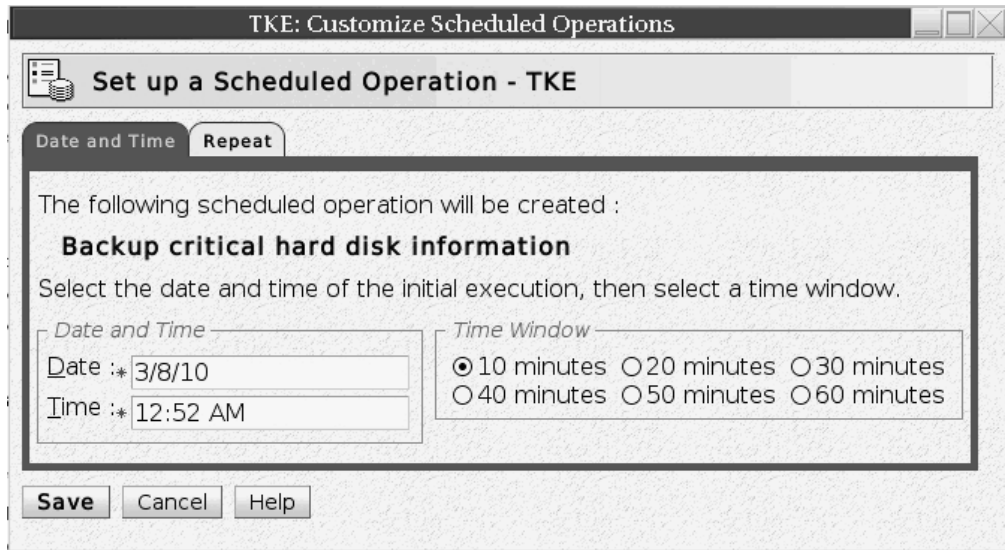 TKE: Customize Scheduled Operations
Set up a Scheduled Operation - TKE
Date and Time Repeat
The following scheduled operation will be created :
Backup critical hard disk information
Select the date and time of the initial execution, then select a time window.
Date and Time
Date :* 3/8/10
Time :* 12:52 AM
Time Window
10 minutes 20 minutes 30 minutes
40 minutes 50 minutes 60 minutes
Save Cancel Help